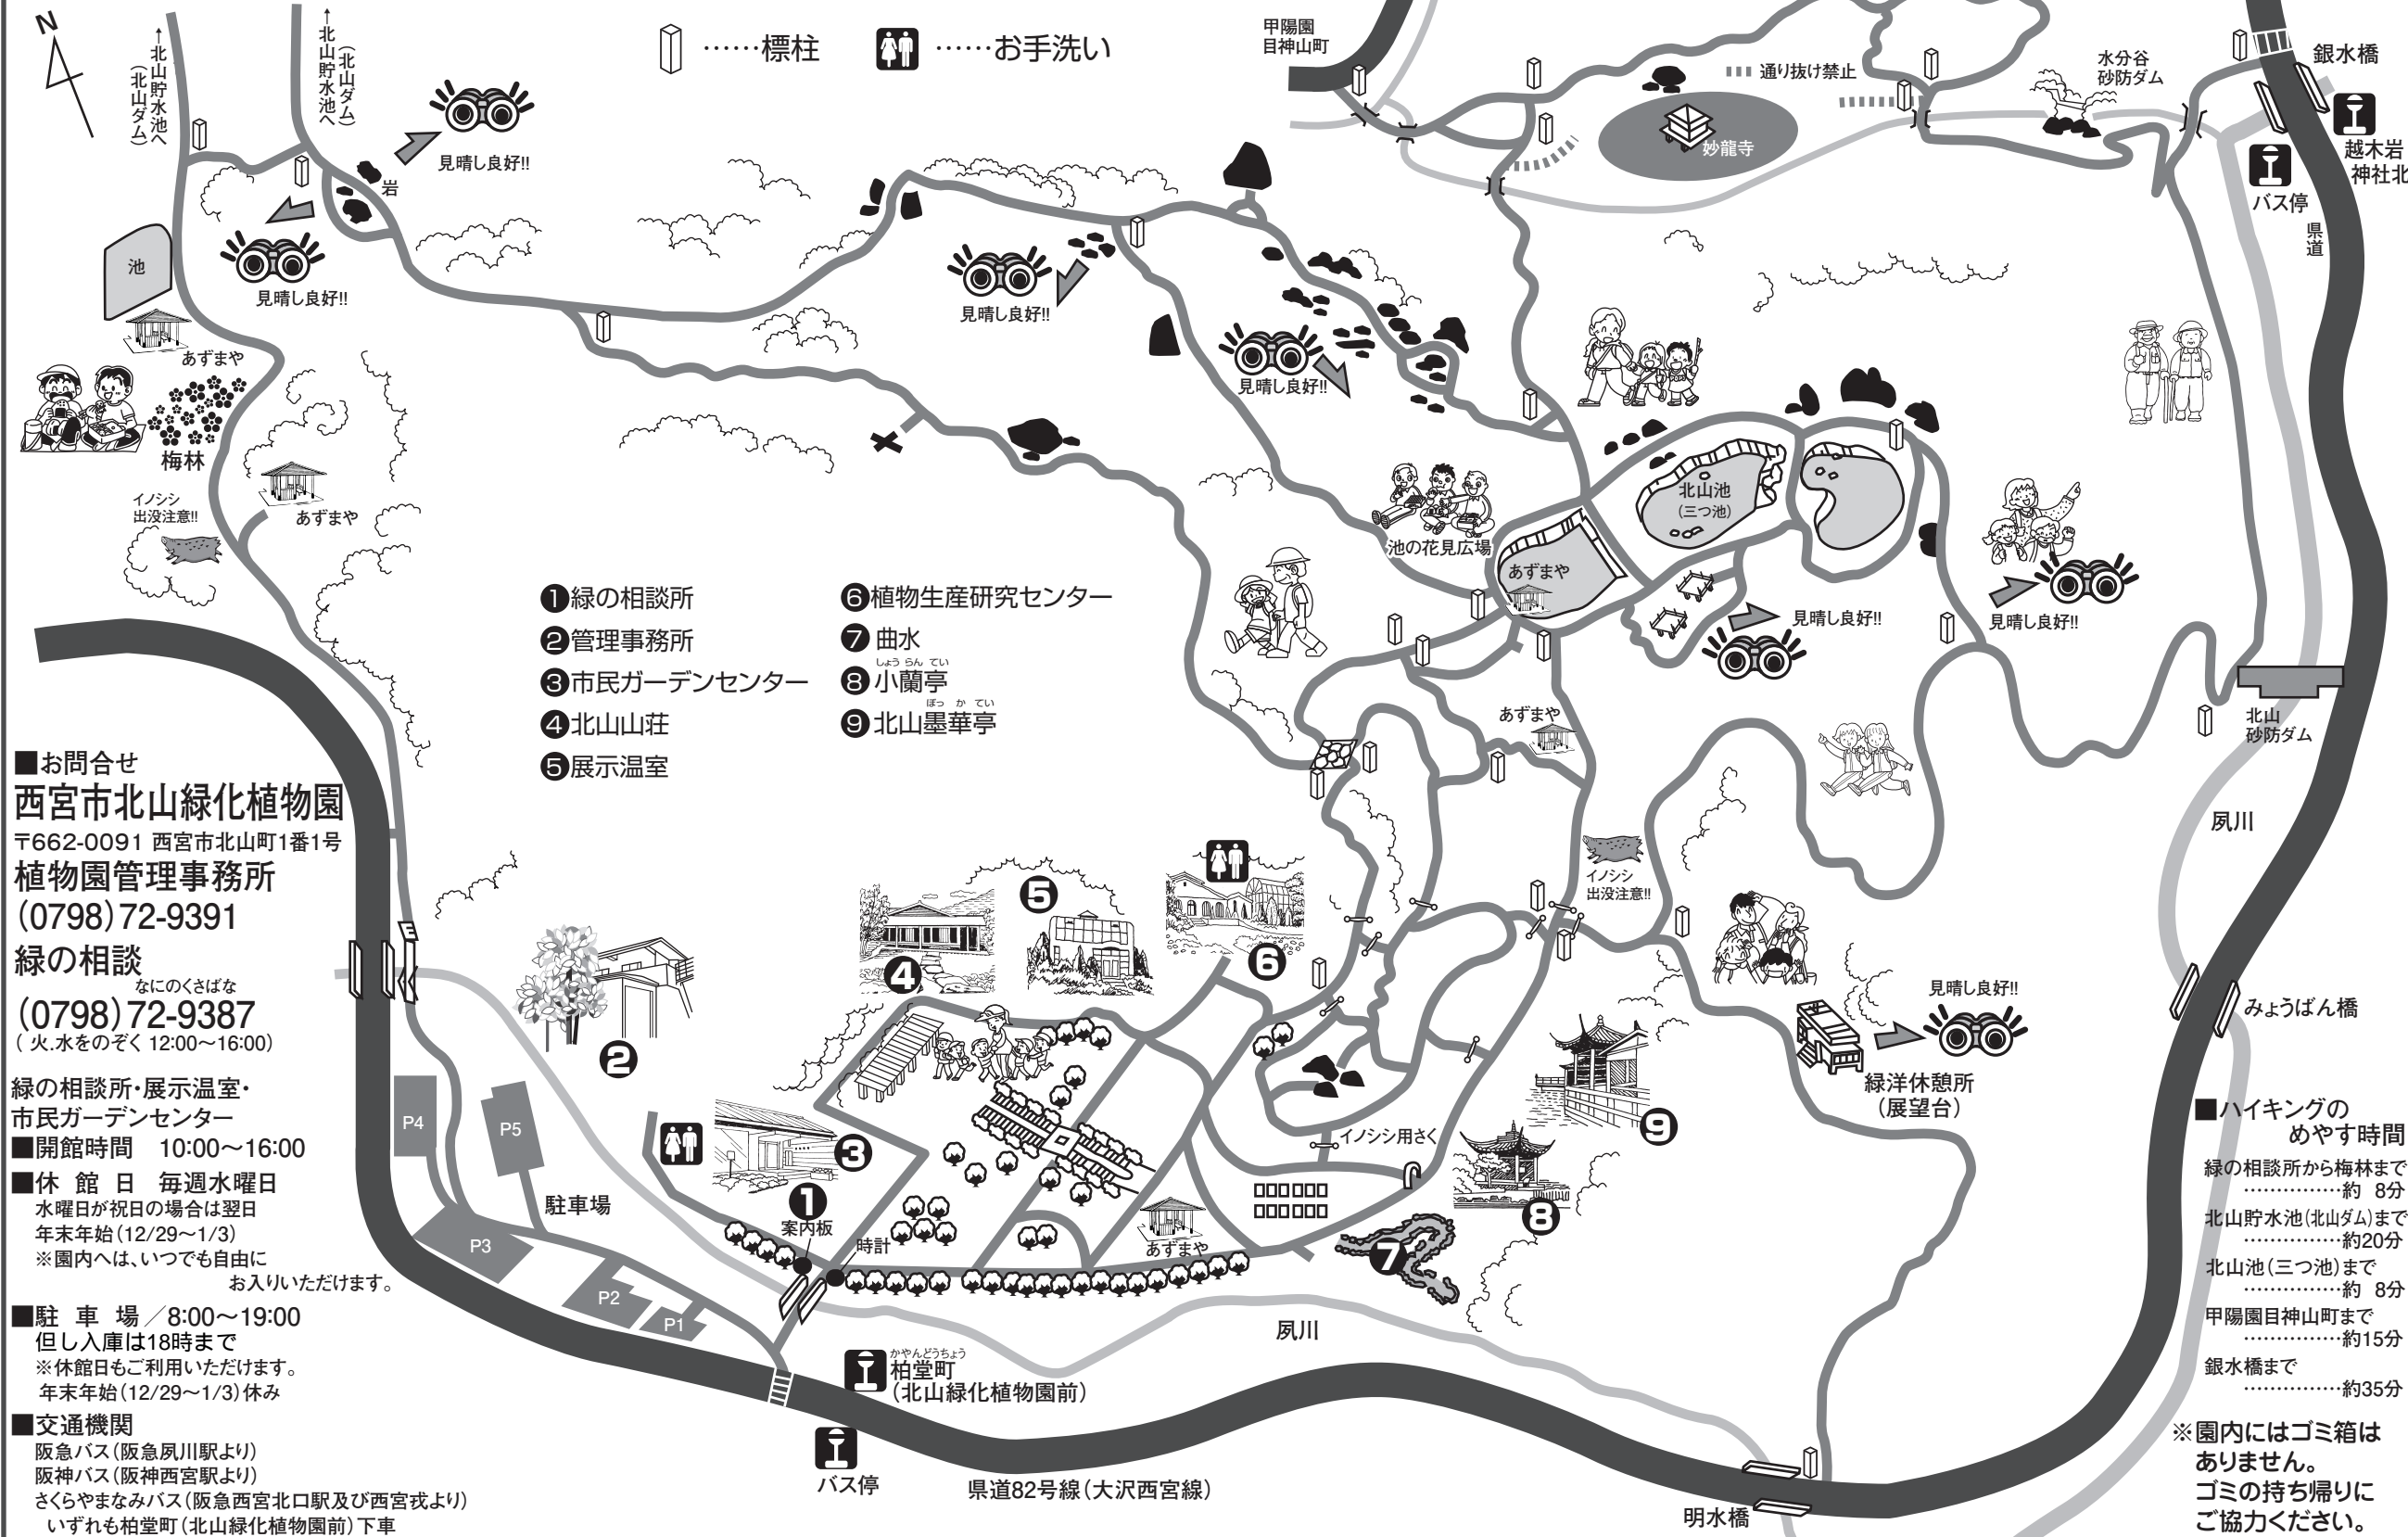 N
←北山貯水池へ
(北山ダム)
←北山貯水池へ
(北山ダム)
……標柱
……お手洗い
甲陽園
目神山町
通り抜け禁止
水分谷
砂防ダム
銀水橋
越木岩
神社北
バス停
県道
妙龍寺
見晴し良好!!
岩
見晴し良好!!
池
あずまや
梅林
あずまや
イノシシ
出没注意!!
見晴し良好!!
見晴し良好!!
池の花見広場
あずまや
北山池
(三つ池)
見晴し良好!!
見晴し良好!!
北山
砂防ダム
夙川
あずまや
イノシシ
出没注意!!
❶緑の相談所
❷管理事務所
❸市民ガーデンセンター
❹北山山荘
❺展示温室
❻植物生産研究センター
❼曲水
しょうらんてい
❽小蘭亭
ぼっかてい
❾北山墨華亭
■お問合せ
西宮市北山緑化植物園
〒662-0091 西宮市北山町1番1号
植物園管理事務所
(0798)72-9391
緑の相談
なにのくさばな
(0798)72-9387
( 火.水をのぞく 12:00〜16:00)
緑の相談所・展示温室・
市民ガーデンセンター
■開館時間 10:00〜16:00
■休 館 日 毎週水曜日
水曜日が祝日の場合は翌日
年末年始(12/29〜1/3)
※園内へは、いつでも自由に
お入りいただけます。
■駐 車 場/8:00〜19:00
但し入庫は18時まで
※休館日もご利用いただけます。
年末年始(12/29〜1/3)休み
■交通機関
阪急バス(阪急夙川駅より)
阪神バス(阪神西宮駅より)
さくらやまなみバス(阪急西宮北口駅及び西宮戎より)
いずれも柏堂町(北山緑化植物園前)下車
P4
P5
P3
P2
P1
駐車場
❷
❹
❺
❻
❸
❶
案内板
時計
あずまや
イノシシ用さく
❾
❽
❼
夙川
かやんどうちょう
柏堂町
(北山緑化植物園前)
バス停
県道82号線(大沢西宮線)
明水橋
見晴し良好!!
緑洋休憩所
(展望台)
みょうばん橋
■ハイキングの
めやす時間
緑の相談所から梅林まで
……………約 8分
北山貯水池(北山ダム)まで
……………約20分
北山池(三つ池)まで
……………約 8分
甲陽園目神山町まで
……………約15分
銀水橋まで
……………約35分
※園内にはゴミ箱は
ありません。
ゴミの持ち帰りに
ご協力ください。